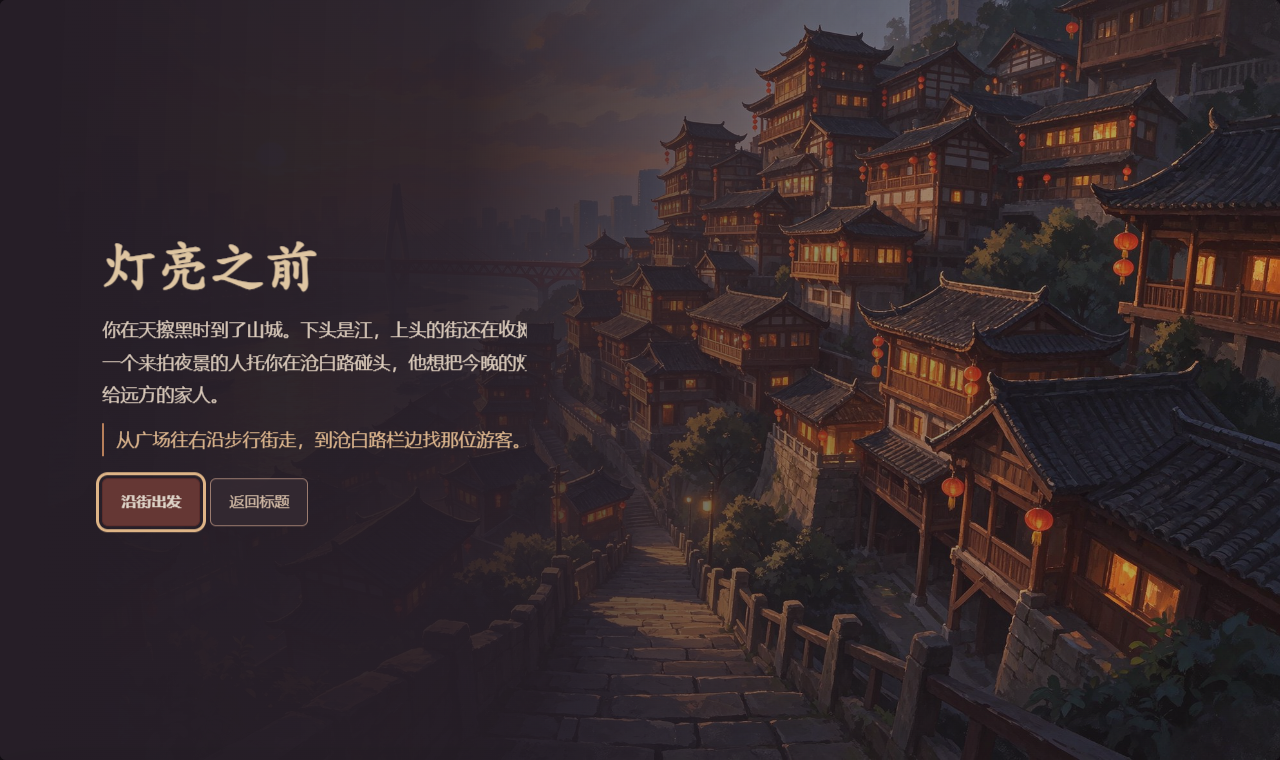 灯亮之前
你在天擦黑时到了山城。下头是江，上头的街还在收
一个来拍夜景的人托你在沧白路碰头，他想把今晚的
给远方的家人。
从广场往右沿步行街走，到沧白路栏边找那位游客。
沿街出发
返回标题